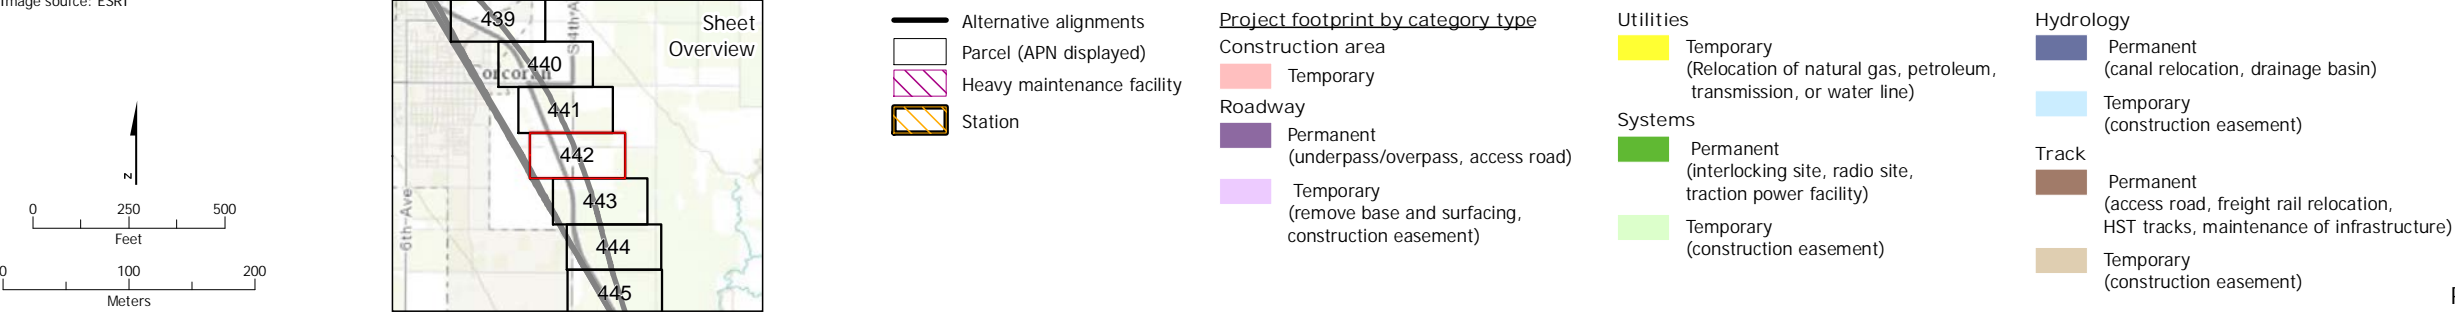 Image source: ESRI
N
0 250 500
Feet
0 100 200
Meters
Sheet
Overview
439
440
441
442
443
444
445
Corcoran
6th Ave
Alternative alignments
Parcel (APN displayed)
Heavy maintenance facility
Station
Project footprint by category type
Construction area
Temporary
Roadway
Permanent
(underpass/overpass, access road)
Temporary
(remove base and surfacing,
construction easement)
Utilities
Temporary
(Relocation of natural gas, petroleum,
transmission, or water line)
Systems
Permanent
(interlocking site, radio site,
traction power facility)
Temporary
(construction easement)
Hydrology
Permanent
(canal relocation, drainage basin)
Temporary
(construction easement)
Track
Permanent
(access road, freight rail relocation,
HST tracks, maintenance of infrastructure)
Temporary
(construction easement)